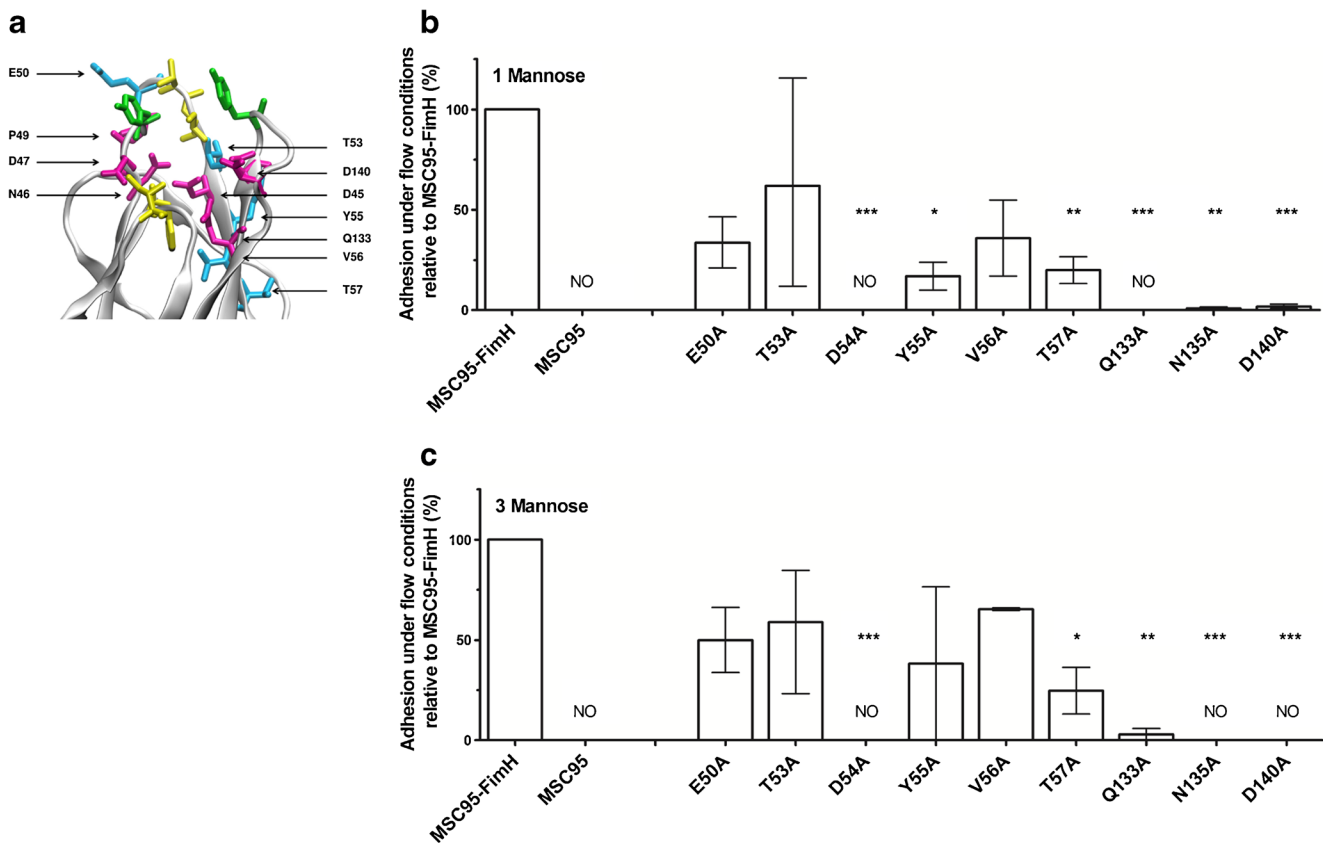 a
E50
P49
D47
N46
T53
D140
D45
Y55
Q133
V56
T57
b
Adhesion under flow conditions
relative to MSC95-FimH (%)
1 Mannose
100
50
0
NO
***
NO
*
**
***
NO
**
***
MSC95-FimH
MSC95
E50A
T53A
D54A
Y55A
V56A
T57A
Q133A
N135A
D140A
c
Adhesion under flow conditions
relative to MSC95-FimH (%)
3 Mannose
100
50
0
NO
***
NO
*
**
***
NO
***
NO
MSC95-FimH
MSC95
E50A
T53A
D54A
Y55A
V56A
T57A
Q133A
N135A
D140A